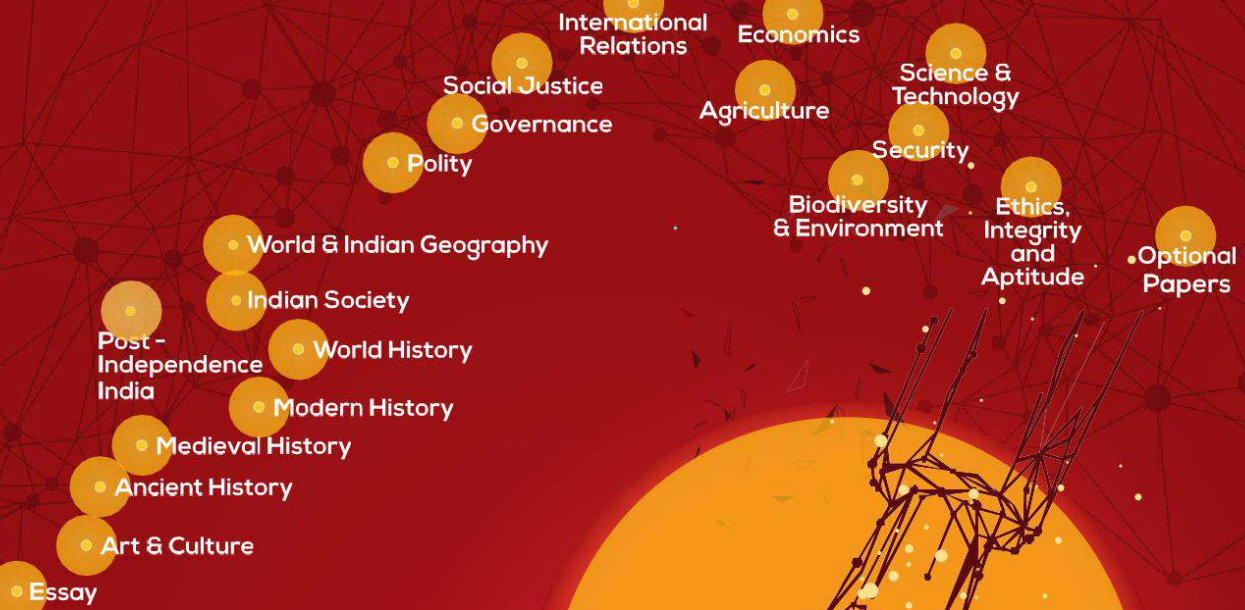 International
Relations
Economics
Science &
Technology
Social Justice
Agriculture
Governance
Security
Polity
Biodiversity
& Environment
Ethics,
Integrity
and
Aptitude
Optional
Papers
World & Indian Geography
Indian Society
Post -
Independence
India
World History
Modern History
Medieval History
Ancient History
Art & Culture
Essay